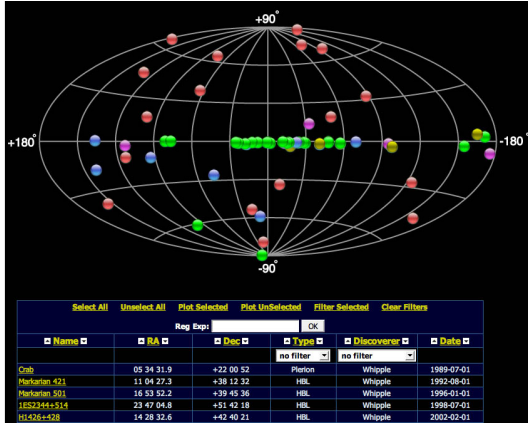 +90°
+180°
-180°
-90°
Select All Unselect All Plot Selected Plot UnSelected Filter Selected Clear Filters
Reg Exp: OK
Name RA Dec Type Discoverer Date
no filter no filter
Crab 05 34 31.9 +22 00 52 Plerion Whipple 1989-07-01
Markarian 421 11 04 27.3 +38 12 32 HBL Whipple 1992-08-01
Markarian 501 16 53 52.2 +39 45 36 HBL Whipple 1996-01-01
1ES2344+514 23 47 04.8 +51 42 18 HBL Whipple 1998-07-01
H1426+428 14 28 32.6 +42 40 21 HBL Whipple 2002-02-01